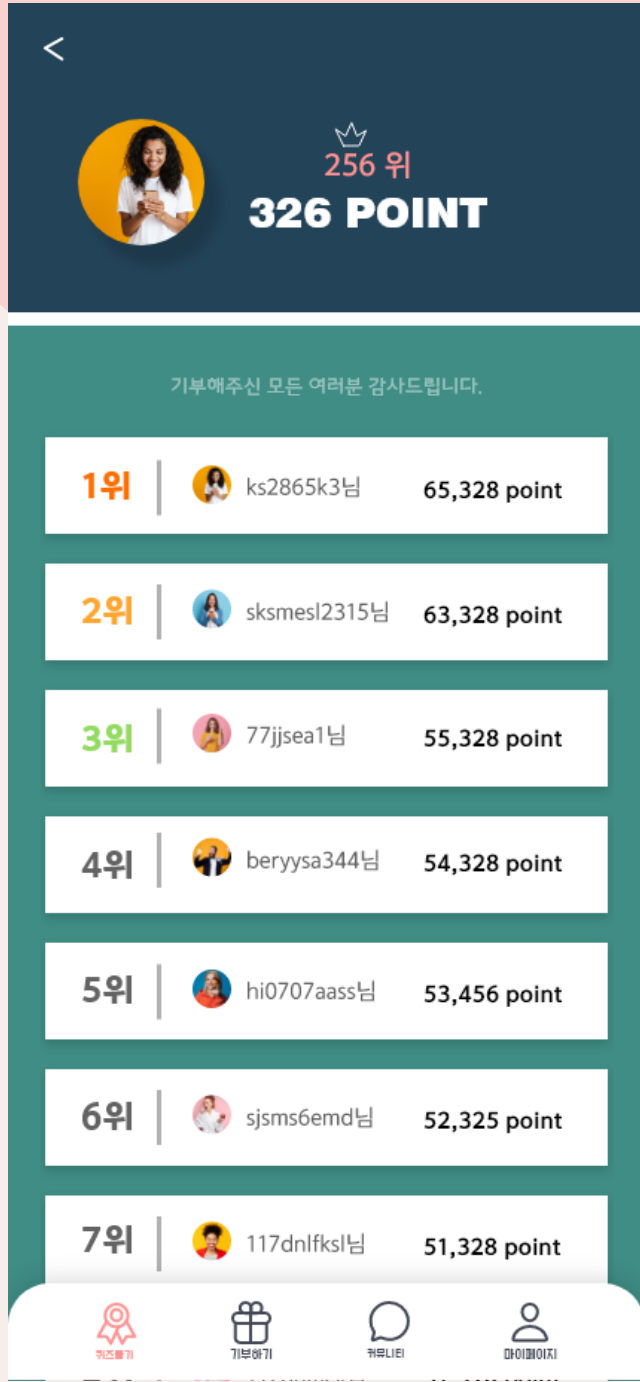 256 위
326 POINT
기부해주신 모든 여러분 감사드립니다.
1위 ks2865k3님 65,328 point
2위 sksmesl2315님 63,328 point
3위 77jjsea1님 55,328 point
4위 beryysa344님 54,328 point
5위 hi0707aass님 53,456 point
6위 sjsms6emd님 52,325 point
7위 117dnlfksl님 51,328 point
퀴즈풀기 기부하기 커뮤니티 마이페이지